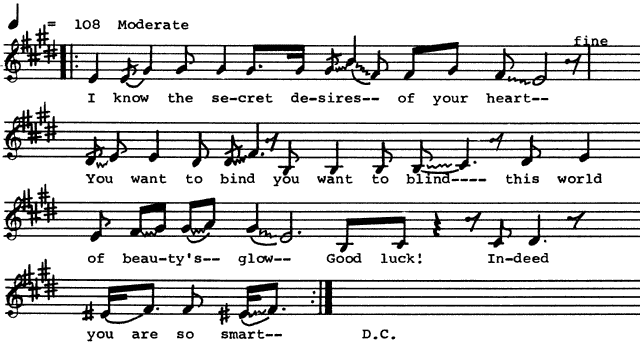 = 108 Moderate
fine
I know the se-cret de-sires-- of your heart--
You want to bind you want to blind---- this world
of beau-ty's-- glow-- Good luck! In-deed
you are so smart-- D.C.